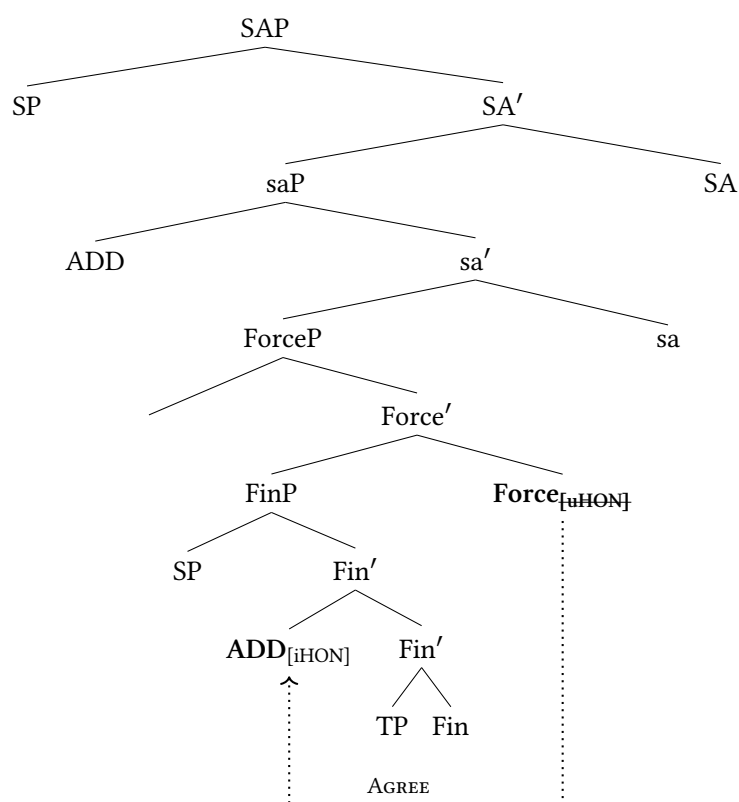 SAP
SP SA′
saP SA
ADD sa′
ForceP sa
Force′
FinP Force[uHON]
SP Fin′
ADD[iHON] Fin′
TP Fin
AGREE